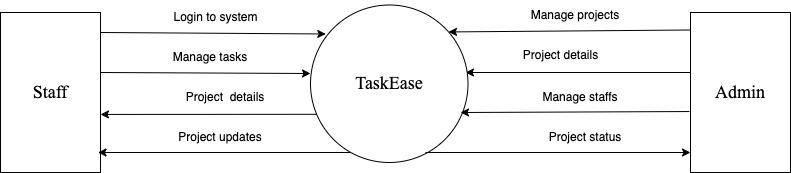 Login to system
Manage projects
Manage tasks
Project details
Staff
TaskEase
Admin
Project  details
Manage staffs
Project updates
Project status